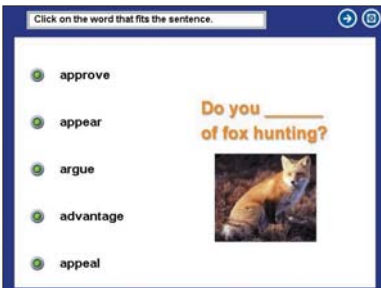 Click on the word that fits the sentence.
approve
appear
argue
advantage
appeal
Do you ______
of fox hunting?